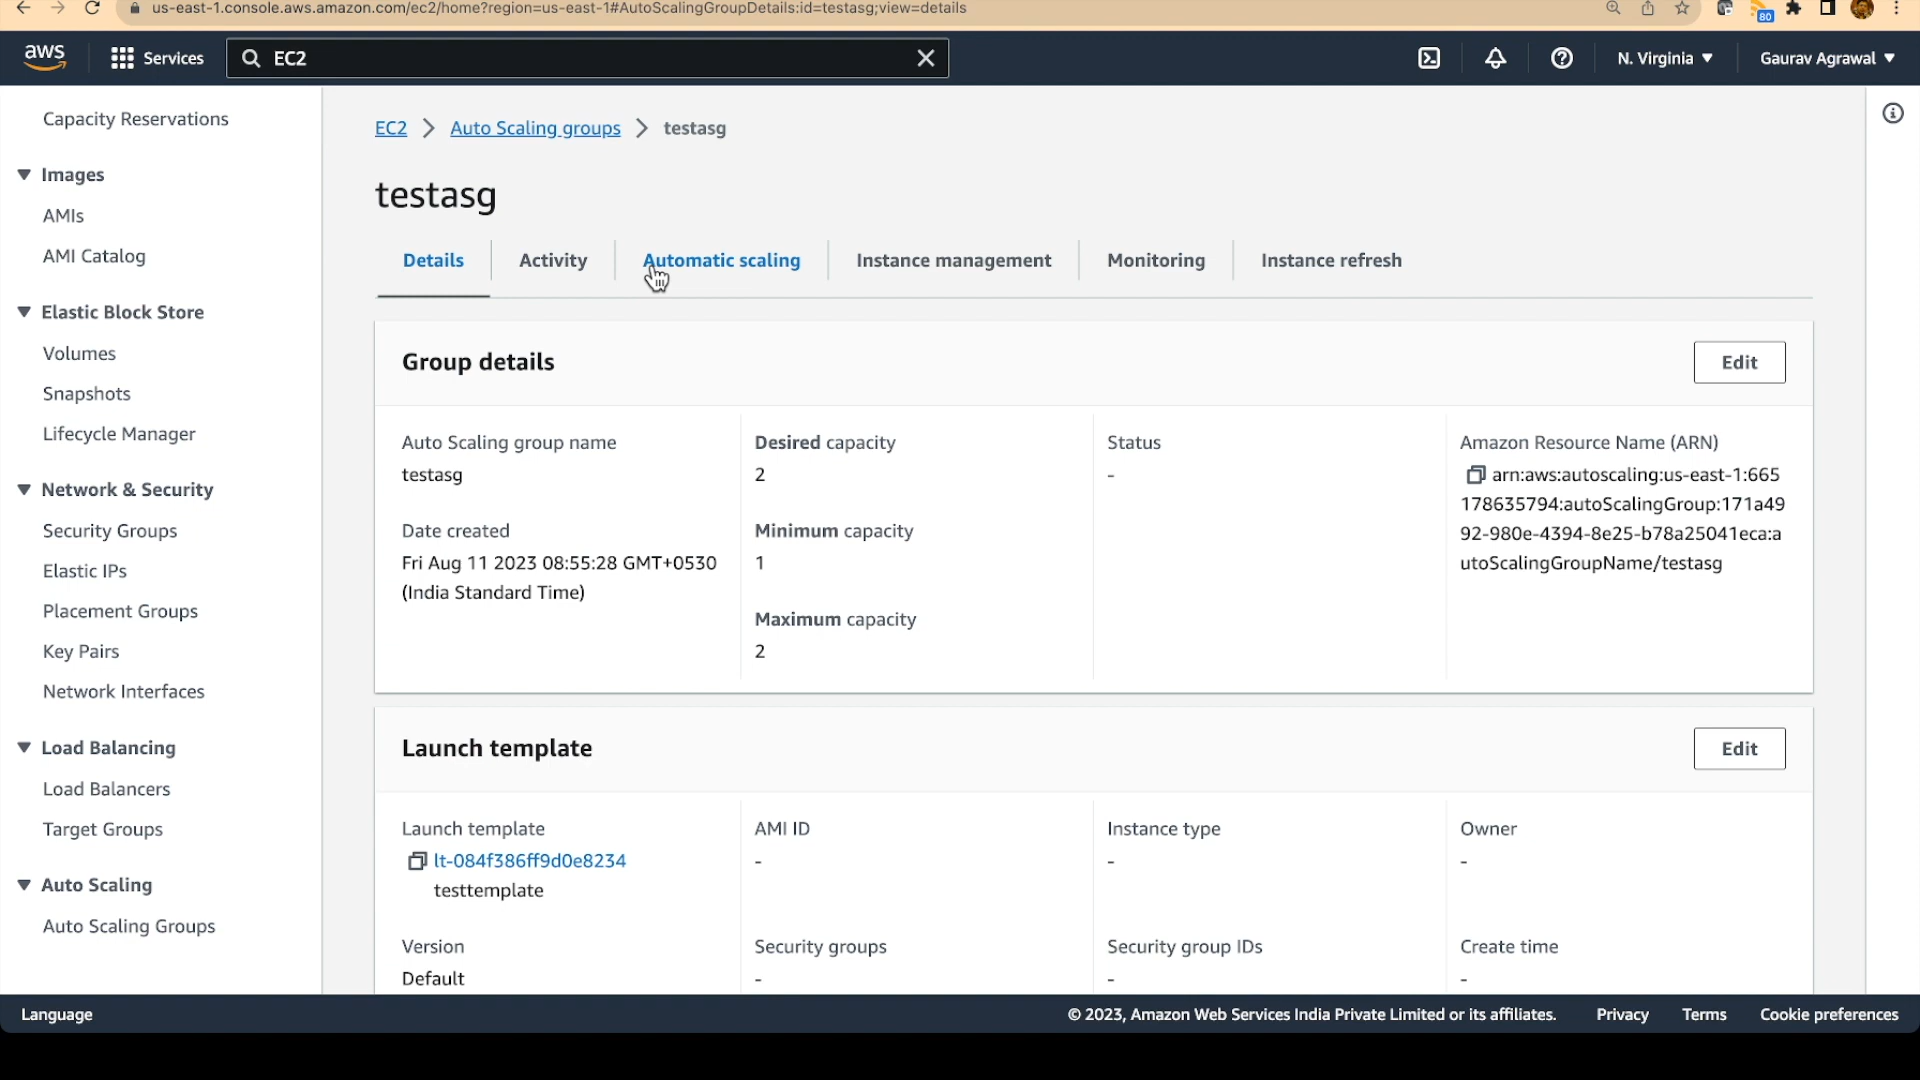 us-east-1.console.aws.amazon.com/ec2/home?region=us-east-1#AutoScalingGroupDetails:id=testasg;view=details
80
aws
Services
EC2
N. Virginia
Gaurav Agrawal
Capacity Reservations
Images
AMIs
AMI Catalog
Elastic Block Store
Volumes
Snapshots
Lifecycle Manager
Network & Security
Security Groups
Elastic IPs
Placement Groups
Key Pairs
Network Interfaces
Load Balancing
Load Balancers
Target Groups
Auto Scaling
Auto Scaling Groups
EC2 > Auto Scaling groups > testasg
testasg
Details
Activity
Automatic scaling
Instance management
Monitoring
Instance refresh
Group details
Edit
Auto Scaling group name
testasg
Date created
Fri Aug 11 2023 08:55:28 GMT+0530
(India Standard Time)
Desired capacity
2
Minimum capacity
1
Maximum capacity
2
Status
-
Amazon Resource Name (ARN)
arn:aws:autoscaling:us-east-1:665
178635794:autoScalingGroup:171a49
92-980e-4394-8e25-b78a25041eca:a
utoScalingGroupName/testasg
Launch template
Edit
Launch template
lt-084f386ff9d0e8234
testtemplate
Version
Default
AMI ID
-
Security groups
-
Instance type
-
Security group IDs
-
Owner
-
Create time
-
Language
© 2023, Amazon Web Services India Private Limited or its affiliates.
Privacy
Terms
Cookie preferences